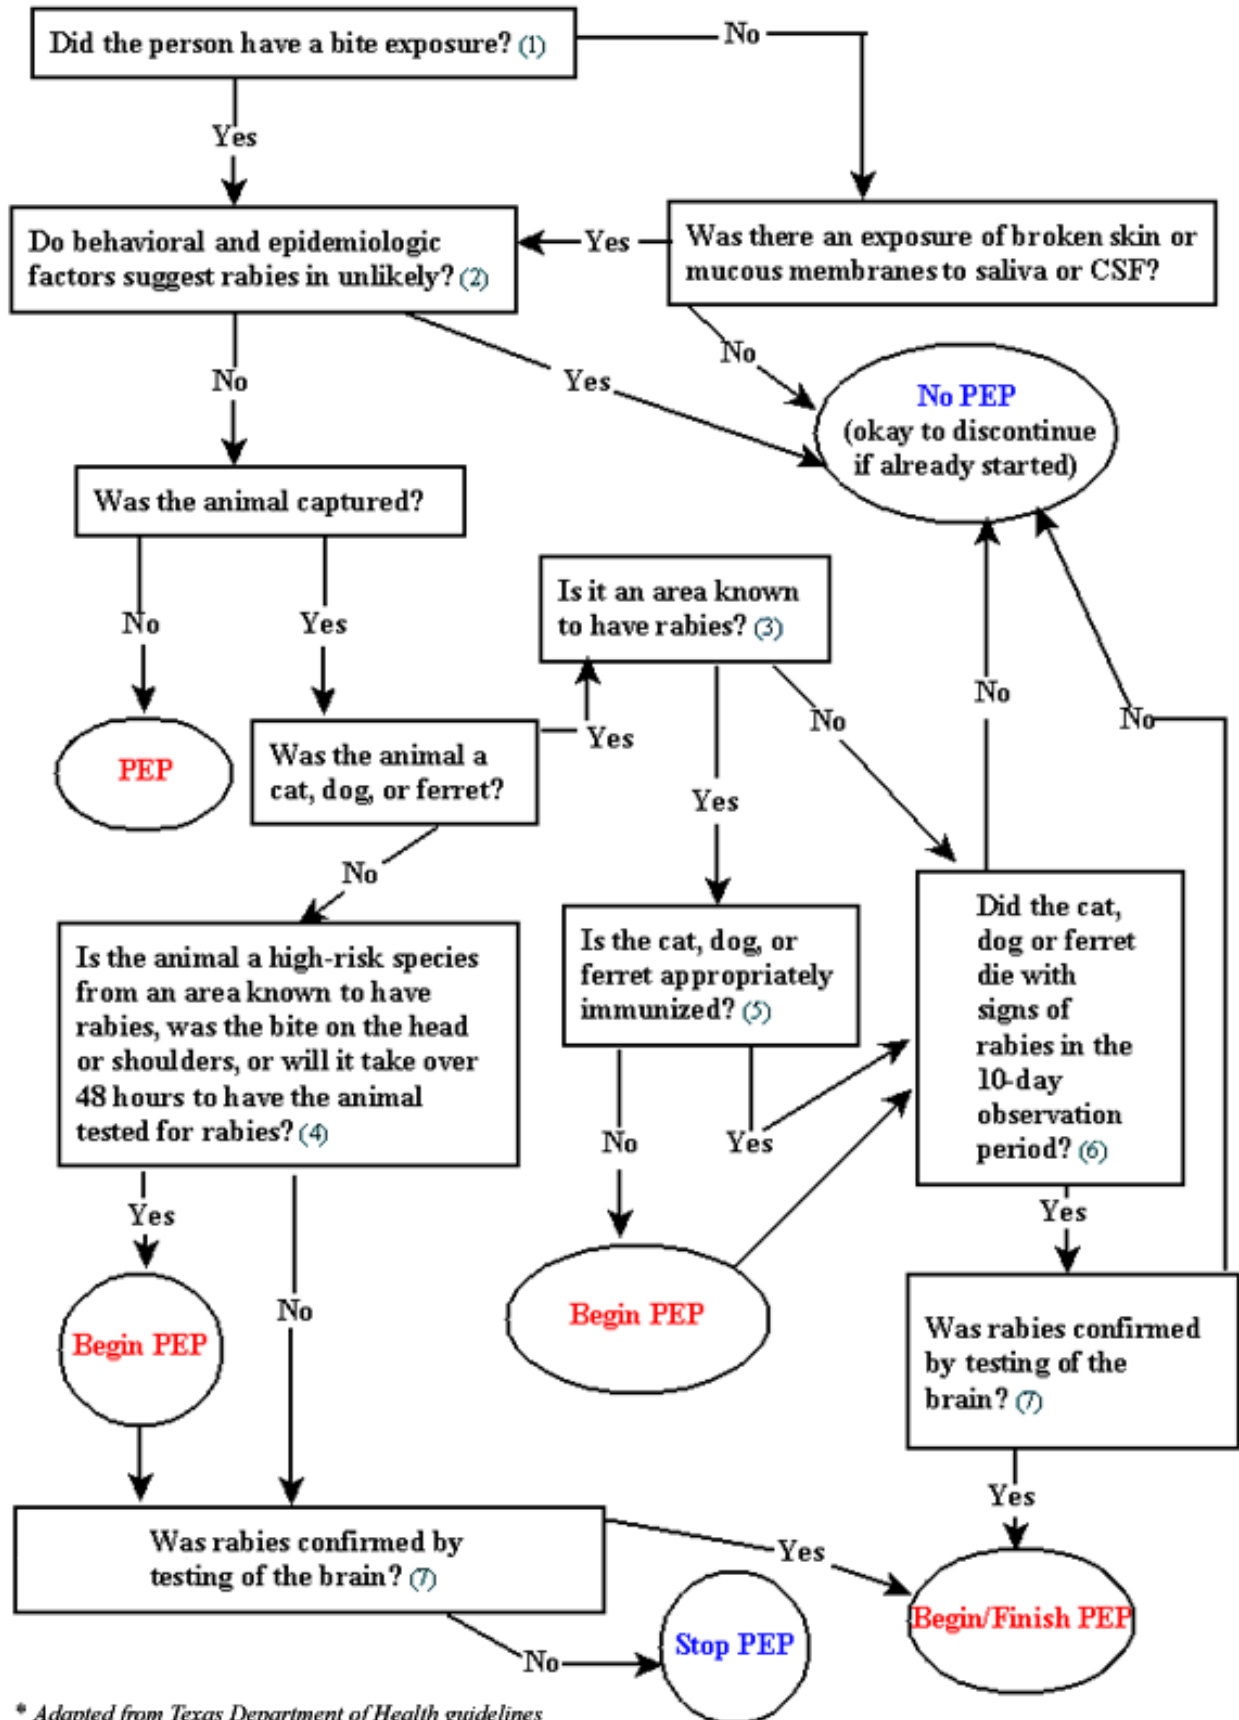 Did the person have a bite exposure? (1)
No
Yes
Do behavioral and epidemiologic
factors suggest rabies in unlikely? (2)
Yes
Was there an exposure of broken skin or
mucous membranes to saliva or CSF?
No
No
Yes
No PEP
(okay to discontinue
if already started)
Was the animal captured?
No
Yes
Is it an area known
to have rabies? (3)
PEP
Was the animal a
cat, dog, or ferret?
Yes
No
No
No
Yes
No
Is the animal a high-risk species
from an area known to have
rabies, was the bite on the head
or shoulders, or will it take over
48 hours to have the animal
tested for rabies? (4)
Is the cat, dog, or
ferret appropriately
immunized? (5)
Did the cat,
dog or ferret
die with
signs of
rabies in the
10-day
observation
period? (6)
No
Yes
Yes
No
Yes
Begin PEP
Begin PEP
Was rabies confirmed
by testing of the
brain? (7)
Yes
Was rabies confirmed by
testing of the brain? (7)
Yes
No
Stop PEP
Begin/Finish PEP
* Adapted from Texas Department of Health guidelines